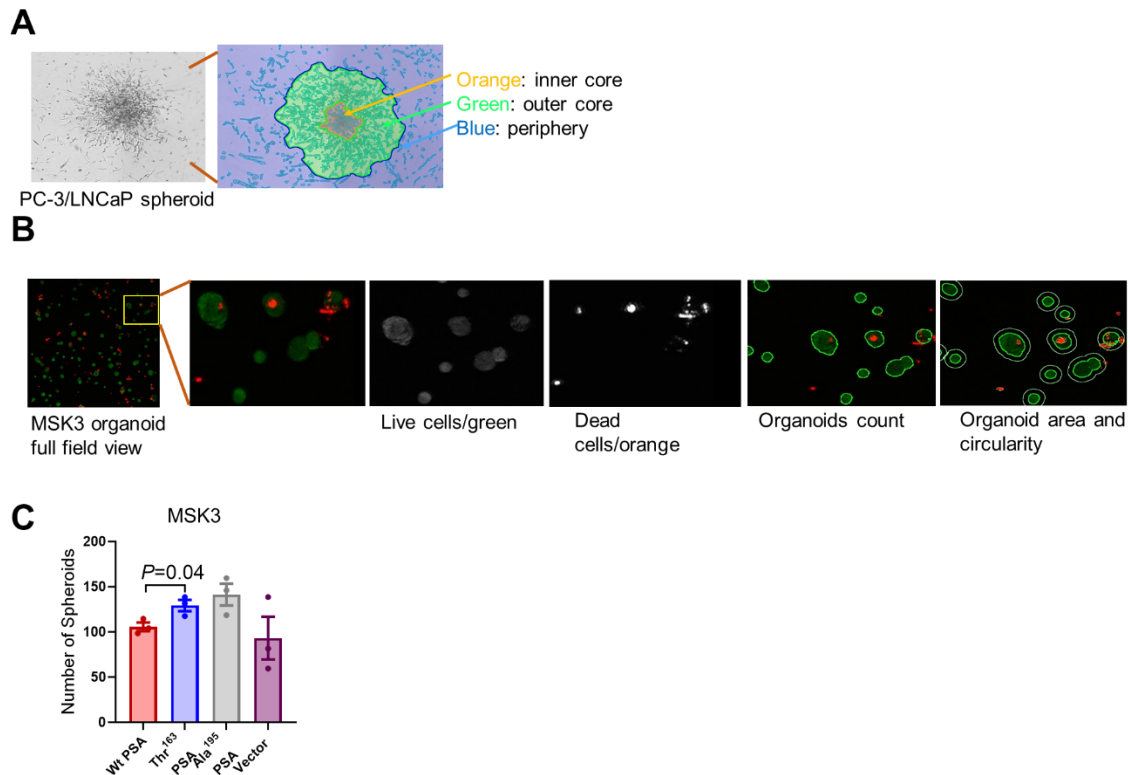 A
Orange: inner core
Green: outer core
Blue: periphery
PC-3/LNCaP spheroid
B
MSK3 organoid
full field view
Live cells/green
Dead
cells/orange
Organoids count
Organoid area and
circularity
C
MSK3
P=0.04
Number of Spheroids
200
150
100
50
0
Wt PSA
Thr¹⁶³
PSA
Ala¹⁹⁵
PSA
Vector